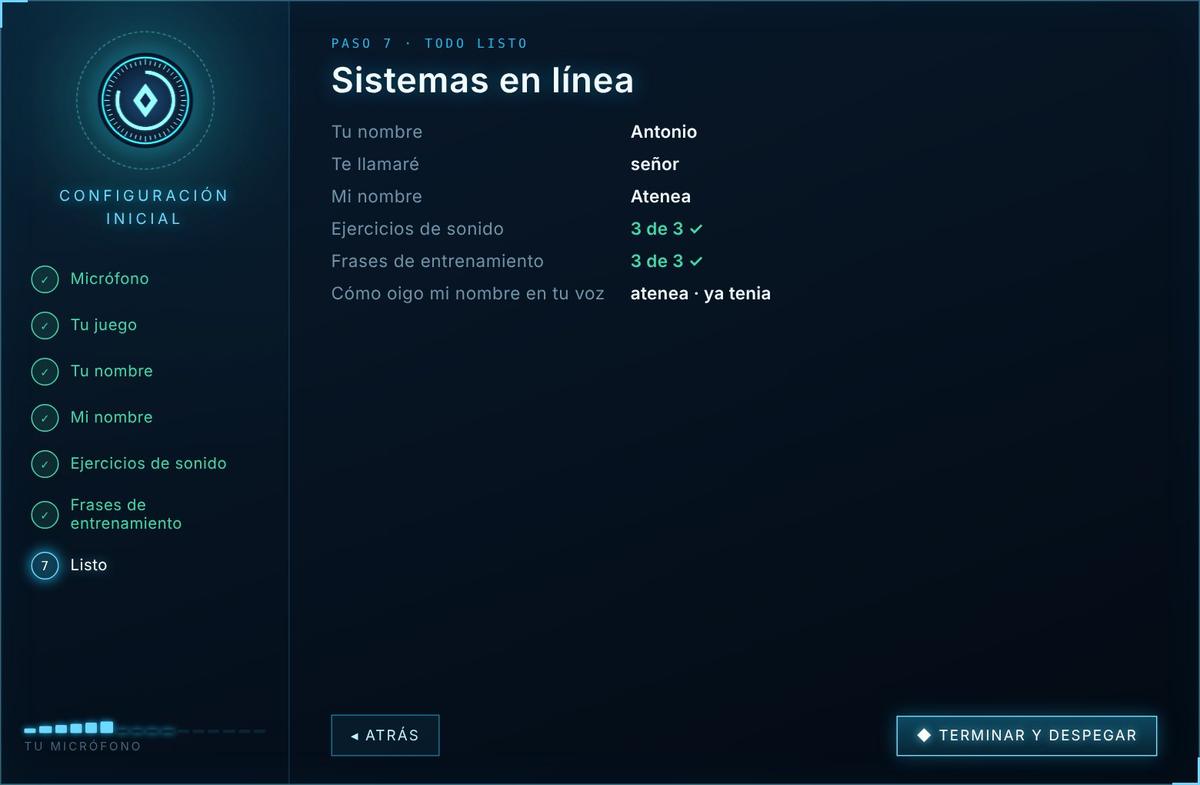 CONFIGURACIÓN
INICIAL
✓ Micrófono
✓ Tu juego
✓ Tu nombre
✓ Mi nombre
✓ Ejercicios de sonido
✓ Frases de
entrenamiento
7 Listo
TU MICRÓFONO
PASO 7 · TODO LISTO
Sistemas en línea
Tu nombre Antonio
Te llamaré señor
Mi nombre Atenea
Ejercicios de sonido 3 de 3 ✓
Frases de entrenamiento 3 de 3 ✓
Cómo oigo mi nombre en tu voz atenea · ya tenia
◂ ATRÁS
◆ TERMINAR Y DESPEGAR